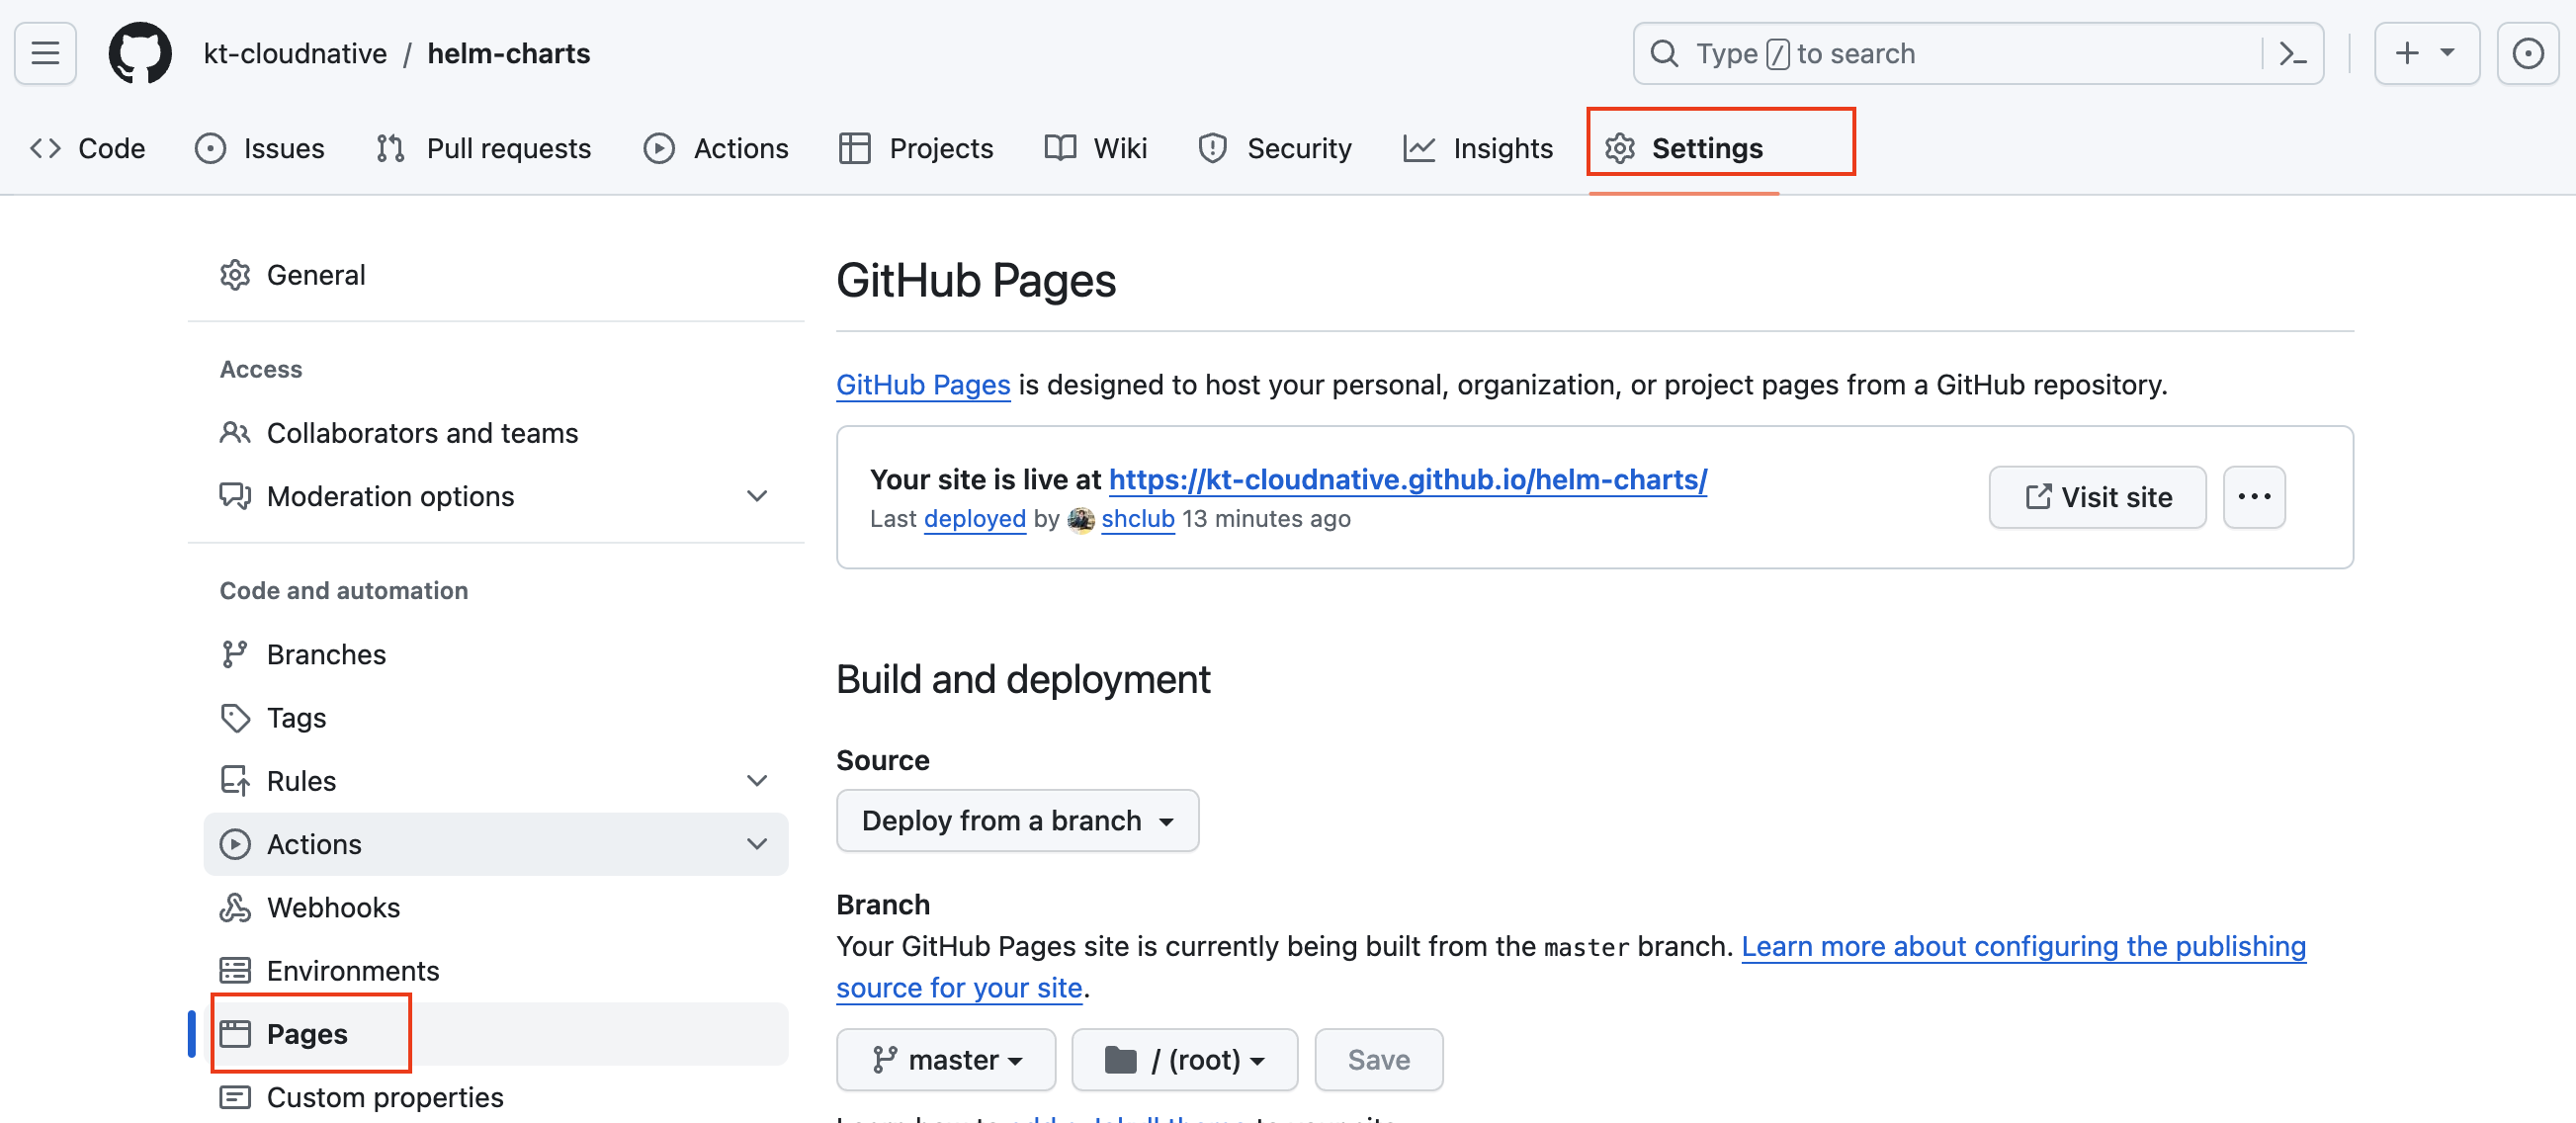 kt-cloudnative / helm-charts
Type / to search
Code Issues Pull requests Actions Projects Wiki Security Insights Settings
General
Access
Collaborators and teams
Moderation options
Code and automation
Branches
Tags
Rules
Actions
Webhooks
Environments
Pages
Custom properties
GitHub Pages
GitHub Pages is designed to host your personal, organization, or project pages from a GitHub repository.
Your site is live at https://kt-cloudnative.github.io/helm-charts/
Last deployed by shclub 13 minutes ago
Visit site
Build and deployment
Source
Deploy from a branch
Branch
Your GitHub Pages site is currently being built from the master branch. Learn more about configuring the publishing
source for your site.
master / (root) Save